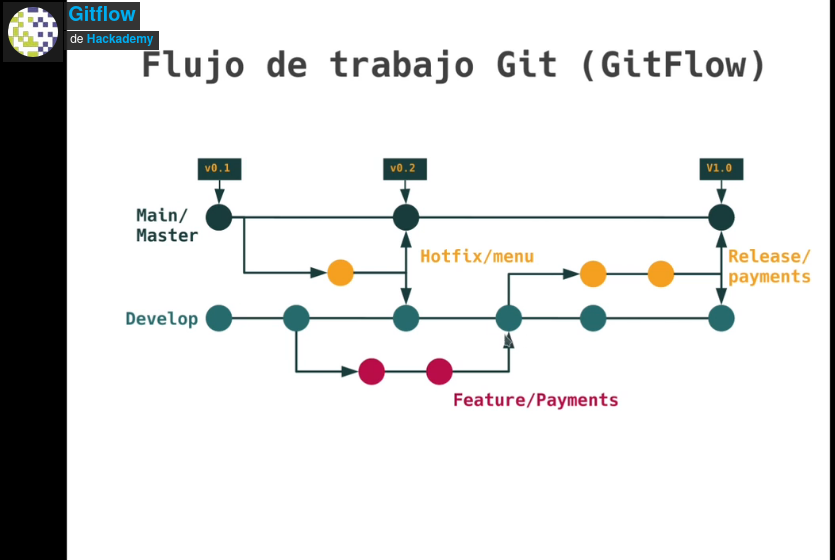 Gitflow
de Hackademy
Flujo de trabajo Git (GitFlow)
v0.1
v0.2
V1.0
Main/
Master
Hotfix/menu
Release/
payments
Develop
Feature/Payments